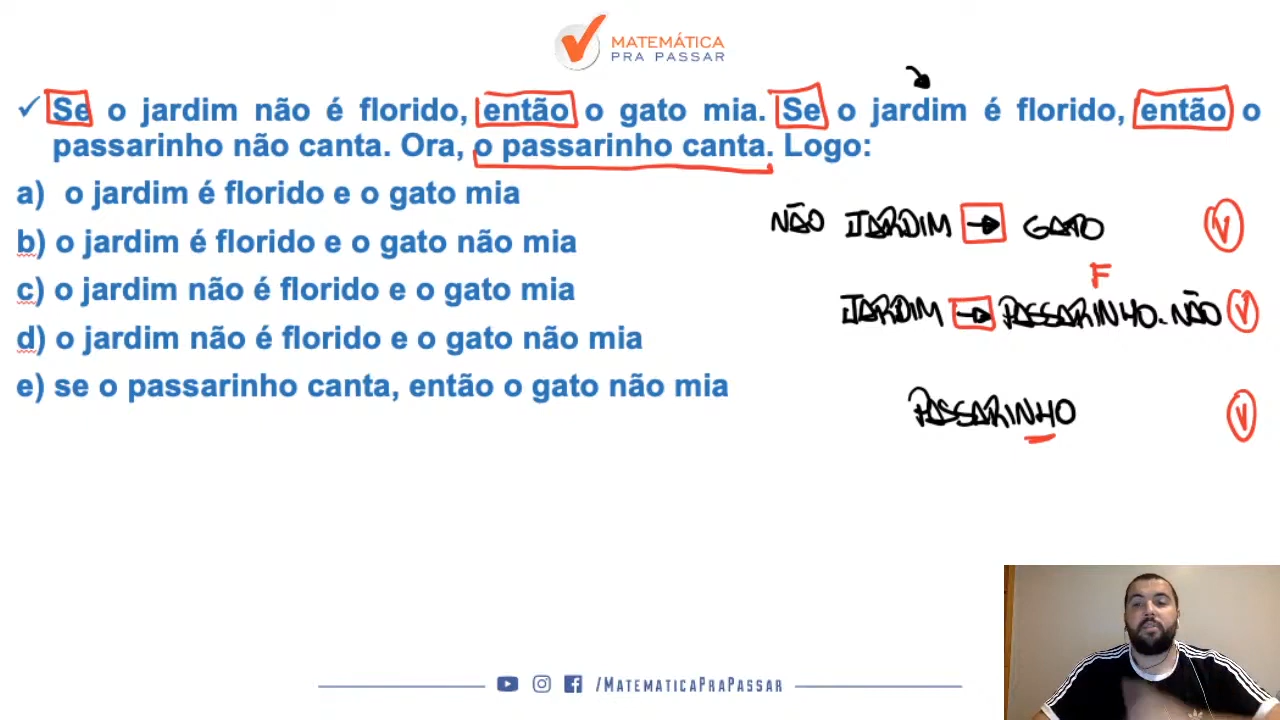 MATEMÁTICA
PRA PASSAR
✓ Se o jardim não é florido, então o gato mia. Se o jardim é florido, então o
passarinho não canta. Ora, o passarinho canta. Logo:
a) o jardim é florido e o gato mia
b) o jardim é florido e o gato não mia
c) o jardim não é florido e o gato mia
d) o jardim não é florido e o gato não mia
e) se o passarinho canta, então o gato não mia
NÃO JARDIM → GATO V
F
JARDIM → PASSARINHO.NÃO V
PASSARINHO V
/MATEMATICAPRAPASSAR